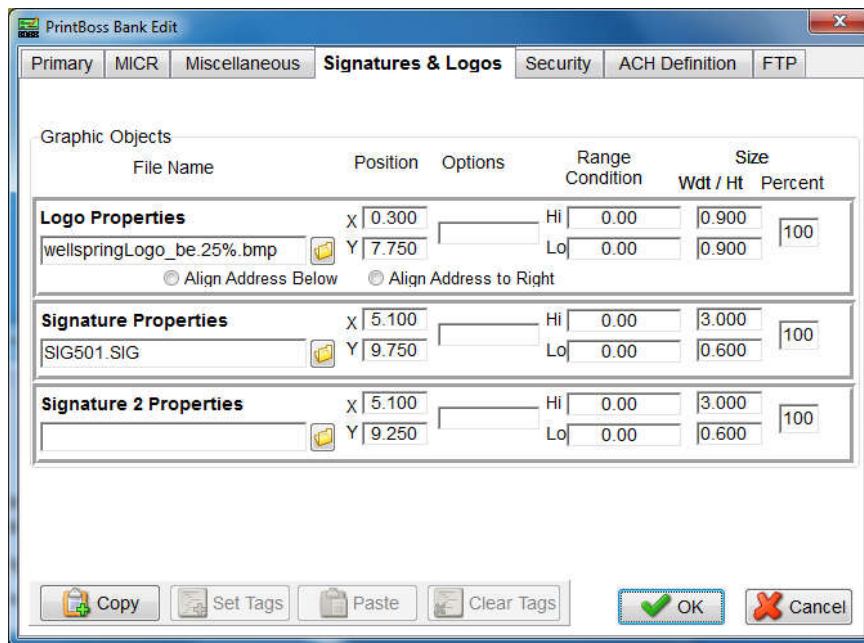 PrintBoss Bank Edit
Primary MICR Miscellaneous Signatures & Logos Security ACH Definition FTP
Graphic Objects
File Name Position Options Range Condition Size
Wdt / Ht Percent
Logo Properties X 0.300 Hi 0.00 0.900 100
wellspringLogo_be.25%.bmp Y 7.750 Lo 0.00 0.900
Align Address Below Align Address to Right
Signature Properties X 5.100 Hi 0.00 3.000 100
SIG501.SIG Y 9.750 Lo 0.00 0.600
Signature 2 Properties X 5.100 Hi 0.00 3.000 100
Y 9.250 Lo 0.00 0.600
Copy Set Tags Paste Clear Tags OK Cancel